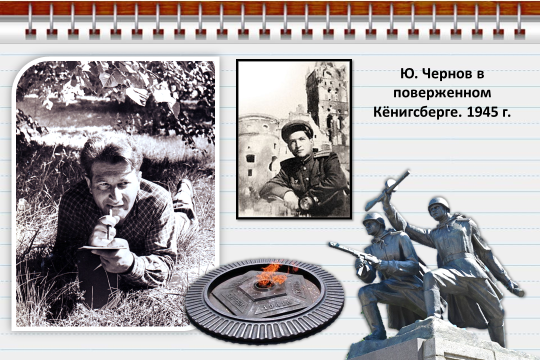 Ю. Чернов в
поверженном
Кёнигсберге. 1945 г.